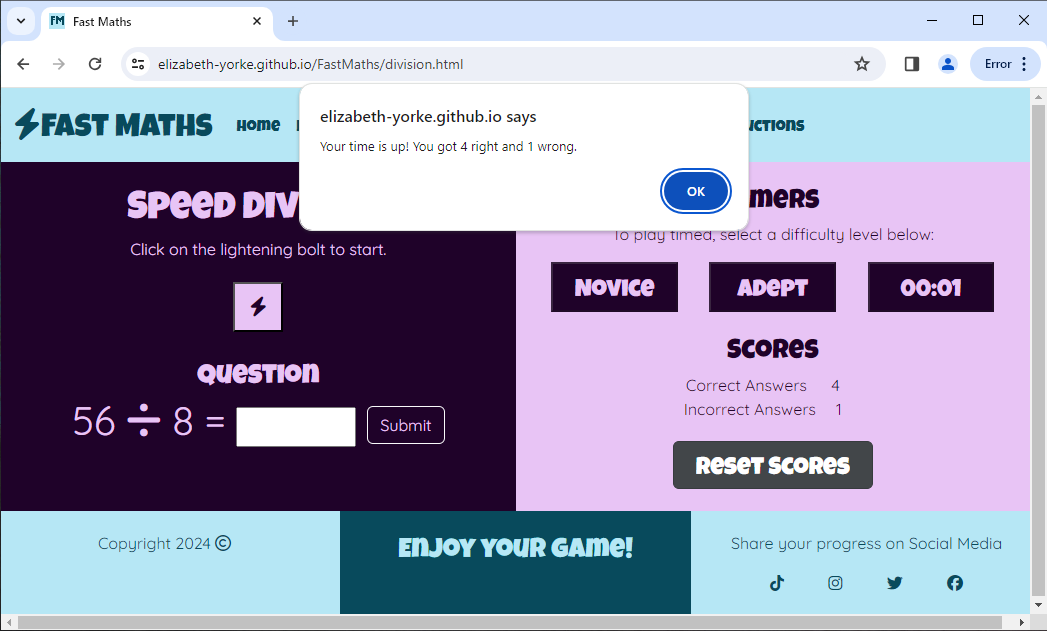 FM Fast Maths
elizabeth-yorke.github.io/FastMaths/division.html
Error
FAST MATHS
Home
elizabeth-yorke.github.io says
Your time is up! You got 4 right and 1 wrong.
OK
Speed Div
Click on the lightening bolt to start.
Question
56 ÷ 8 =
Submit
To play timed, select a difficulty level below:
Novice
Adept
00:01
Scores
Correct Answers 4
Incorrect Answers 1
Reset Scores
Copyright 2024 ©
Enjoy your game!
Share your progress on Social Media